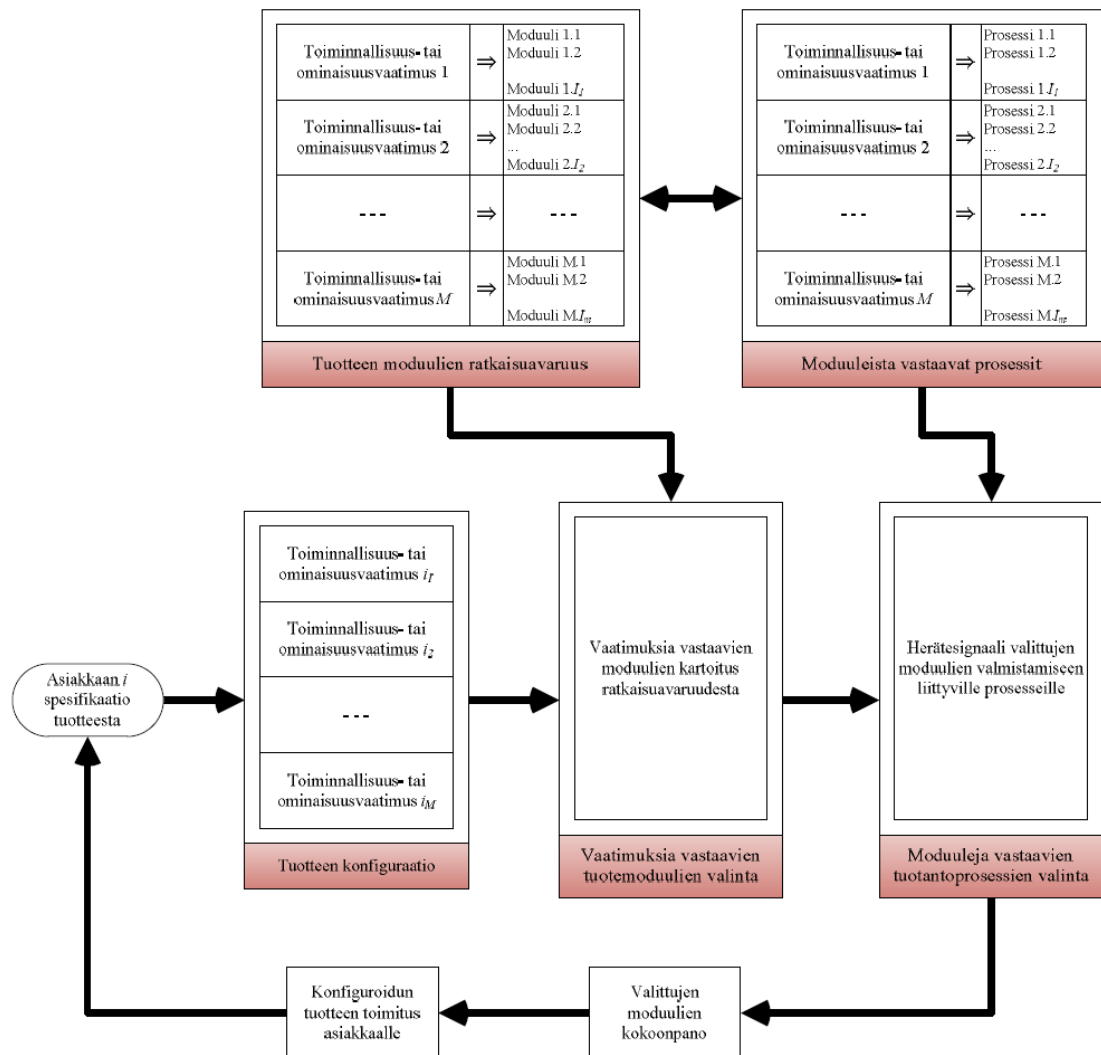 Toiminnallisuus- tai
ominaisuusvaatimus 1
⇒
Moduuli 1.1
Moduuli 1.2
Moduuli 1.I1
Toiminnallisuus- tai
ominaisuusvaatimus 2
⇒
Moduuli 2.1
Moduuli 2.2
...
Moduuli 2.I2
---
⇒
---
Toiminnallisuus- tai
ominaisuusvaatimus M
⇒
Moduuli M.1
Moduuli M.2
Moduuli M.Im
Tuotteen moduulien ratkaisuavaruus
Toiminnallisuus- tai
ominaisuusvaatimus 1
⇒
Prosessi 1.1
Prosessi 1.2
Prosessi 1.I1
Toiminnallisuus- tai
ominaisuusvaatimus 2
⇒
Prosessi 2.1
Prosessi 2.2
...
Prosessi 2.I2
---
⇒
---
Toiminnallisuus- tai
ominaisuusvaatimus M
⇒
Prosessi M.1
Prosessi M.2
Prosessi M.Im
Moduuleista vastaavat prosessit
Asiakkaan i
spesifikaatio
tuotteesta
Toiminnallisuus- tai
ominaisuusvaatimus i1
Toiminnallisuus- tai
ominaisuusvaatimus i2
---
Toiminnallisuus- tai
ominaisuusvaatimus iM
Tuotteen konfiguraatio
Vaatimuksia vastaavien
moduulien kartoitus
ratkaisuavaruudesta
Vaatimuksia vastaavien
tuotemoduulien valinta
Herätesignaali valittujen
moduulien valmistamiseen
liittyville prosesseille
Moduuleja vastaavien
tuotantoprosessien valinta
Konfiguroidun
tuotteen toimitus
asiakkaalle
Valittujen
moduulien
kokoonpano